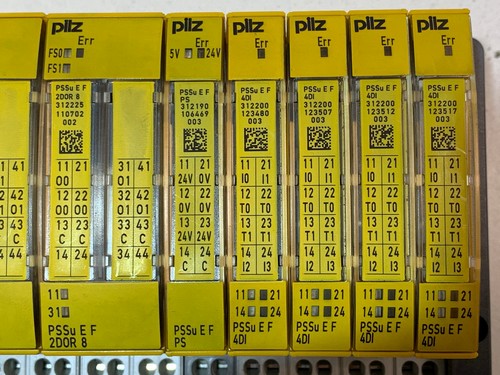 pilz
Err
FS0
FS1
PSSu E F
2DOR 8
312225
110702
002
11 21
00
12 22
00 00
13 23
C C
14 24
31 41
01
32 42
01 01
33 43
C C
34 44
11
31
PSSu E F
2DOR 8
pilz
Err
5V 24V
PSSu E F
PS
312190
106469
003
11 21
24V 0V
12 22
0V 0V
13 23
24V 24V
14 24
C C
PSSu E F
PS
pilz
Err
PSSu E F
4DI
312200
123480
003
11 21
I0 I1
12 22
T0 T0
13 23
T1 T1
14 24
I2 I3
11 21
14 24
PSSu E F
4DI
pilz
Err
PSSu E F
4DI
312200
123507
003
11 21
I0 I1
12 22
T0 T0
13 23
T1 T1
14 24
I2 I3
11 21
14 24
PSSu E F
4DI
pilz
Err
PSSu E F
4DI
312200
123512
003
11 21
I0 I1
12 22
T0 T0
13 23
T1 T1
14 24
I2 I3
11 21
14 24
PSSu E F
4DI
pilz
Err
PSSu E F
4DI
312200
123517
003
11 21
I0 I1
12 22
T0 T0
13 23
T1 T1
14 24
I2 I3
11 21
14 24
PSSu E F
4DI